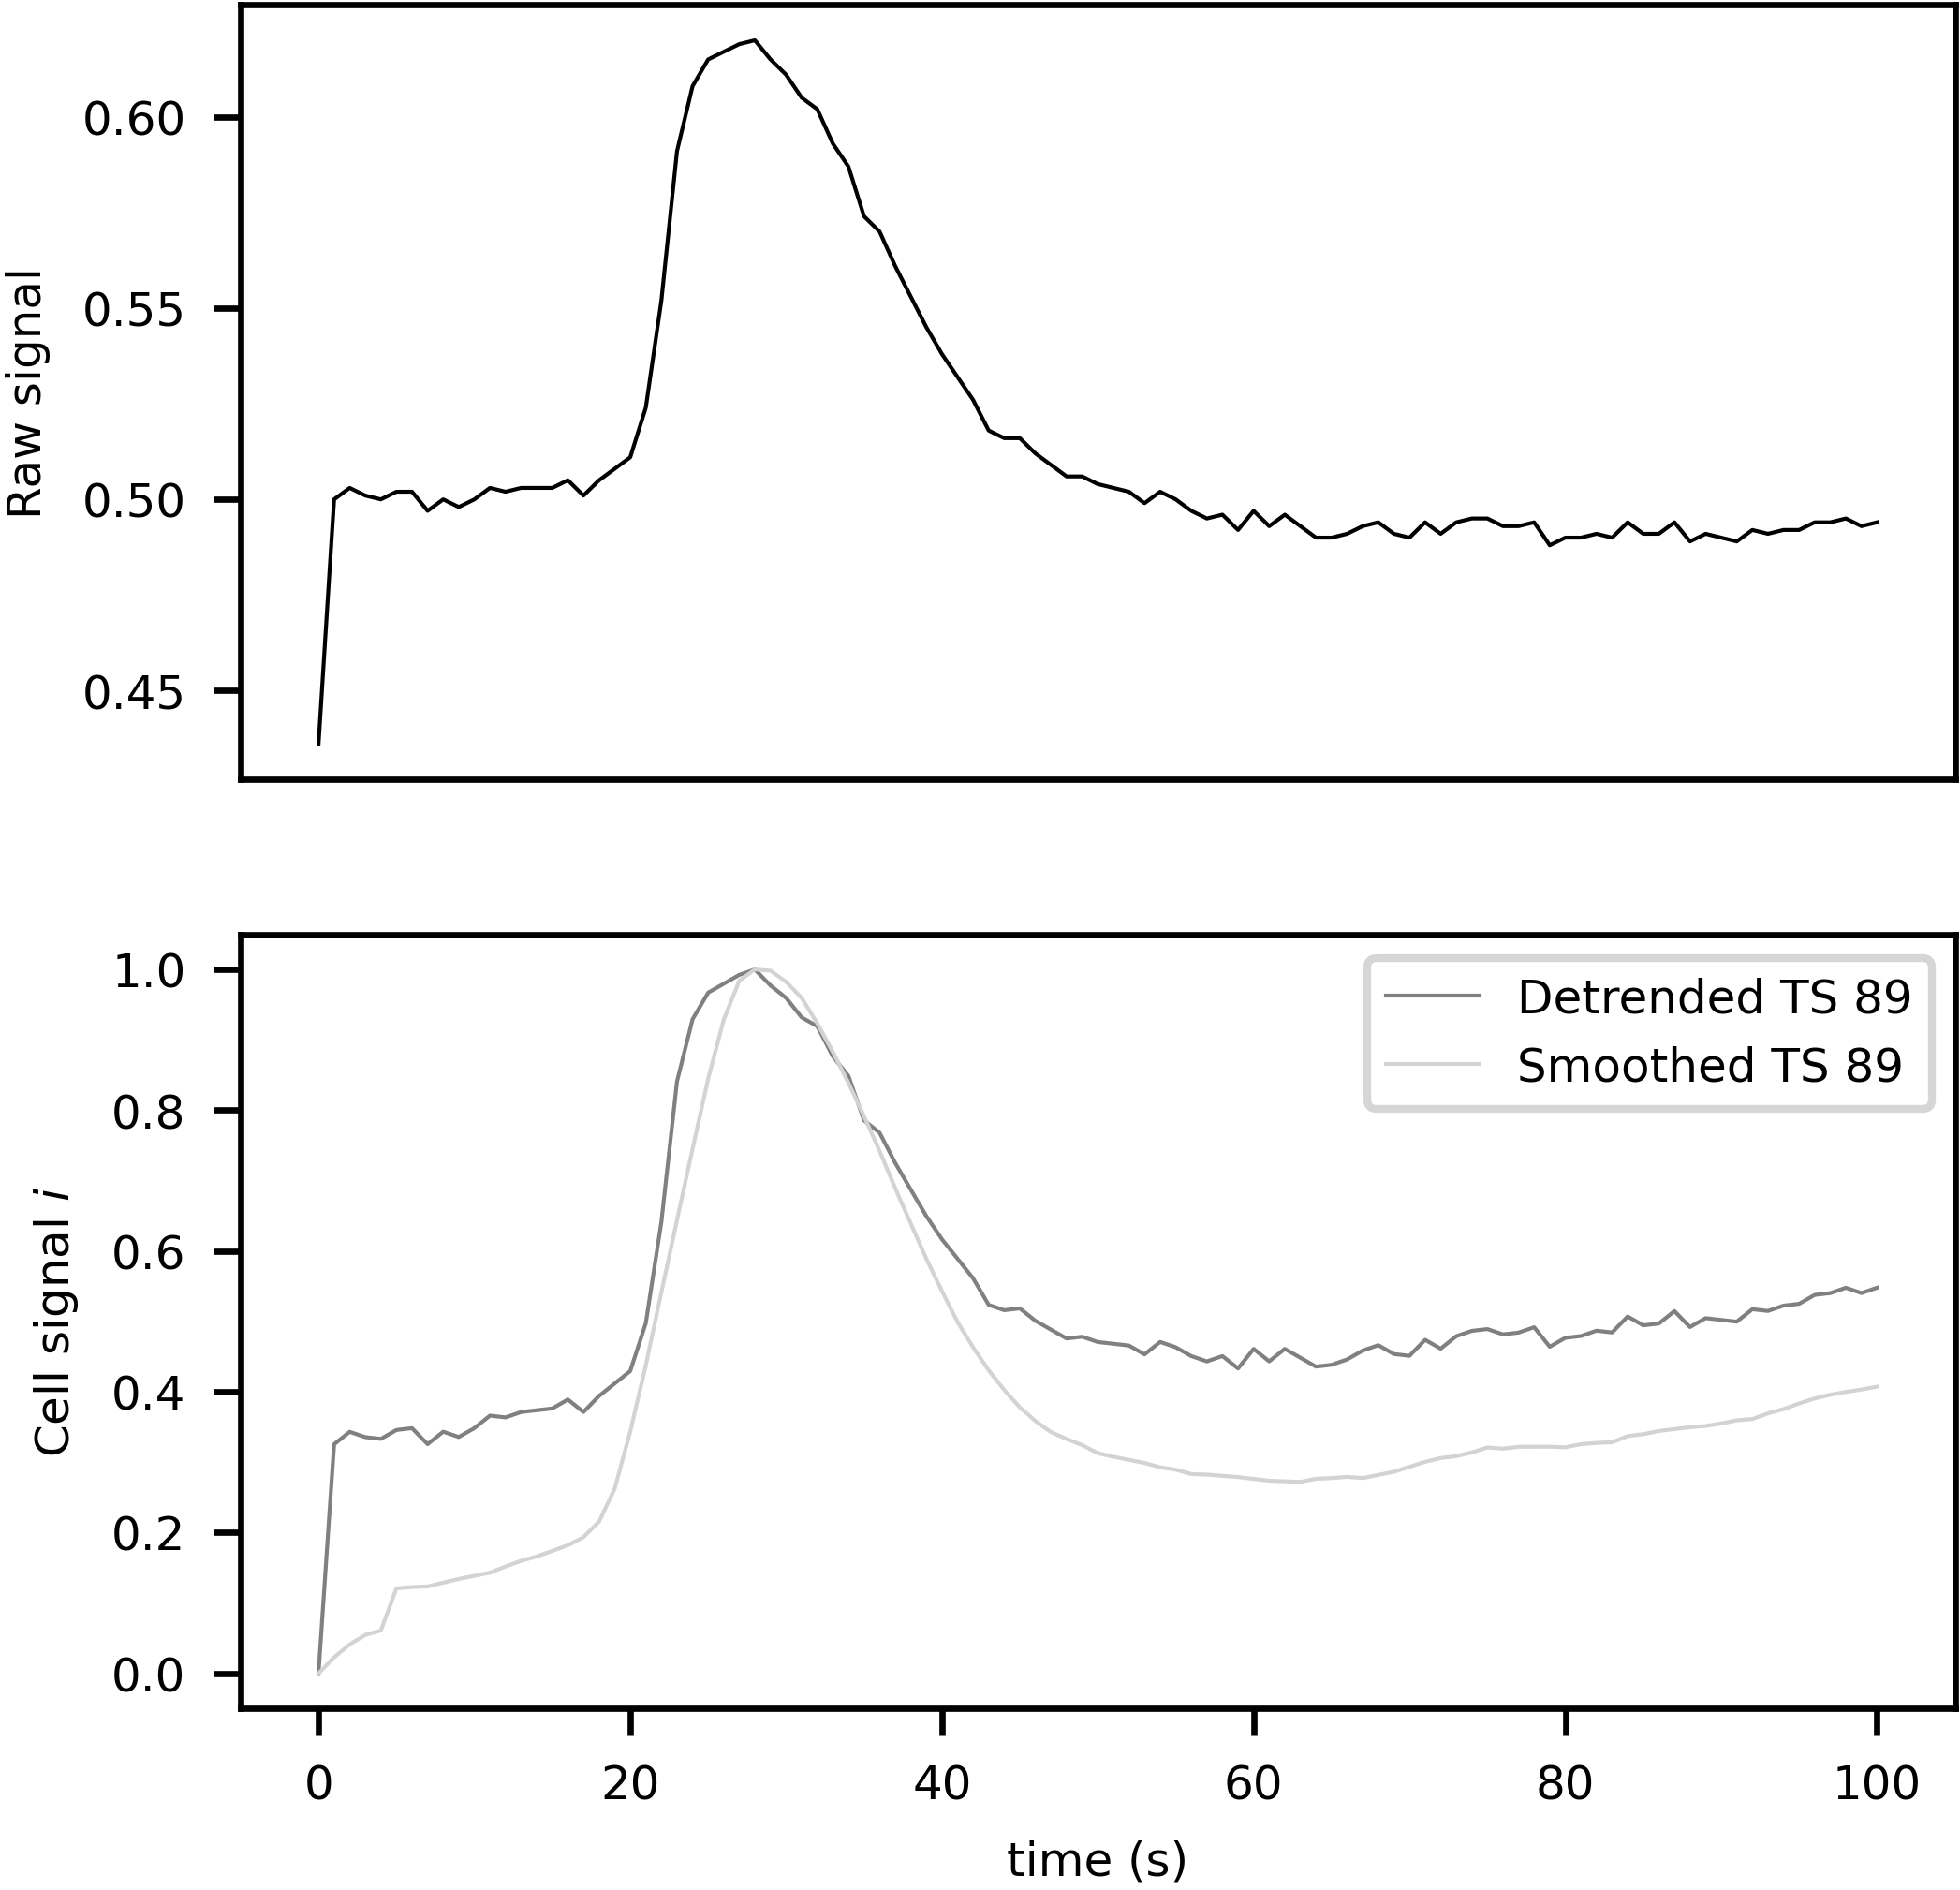 Raw signal
0.60
0.55
0.50
0.45
Cell signal i
1.0
0.8
0.6
0.4
0.2
0.0
Detrended TS 89
Smoothed TS 89
0 20 40 60 80 100
time (s)